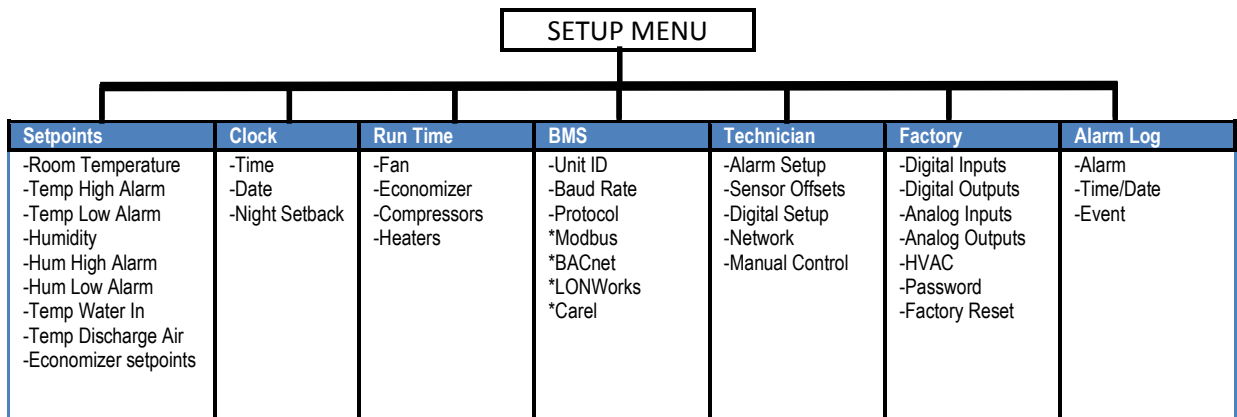 SETUP MENU
Setpoints
-Room Temperature
-Temp High Alarm
-Temp Low Alarm
-Humidity
-Hum High Alarm
-Hum Low Alarm
-Temp Water In
-Temp Discharge Air
-Economizer setpoints
Clock
-Time
-Date
-Night Setback
Run Time
-Fan
-Economizer
-Compressors
-Heaters
BMS
-Unit ID
-Baud Rate
-Protocol
*Modbus
*BACnet
*LONWorks
*Carel
Technician
-Alarm Setup
-Sensor Offsets
-Digital Setup
-Network
-Manual Control
Factory
-Digital Inputs
-Digital Outputs
-Analog Inputs
-Analog Outputs
-HVAC
-Password
-Factory Reset
Alarm Log
-Alarm
-Time/Date
-Event